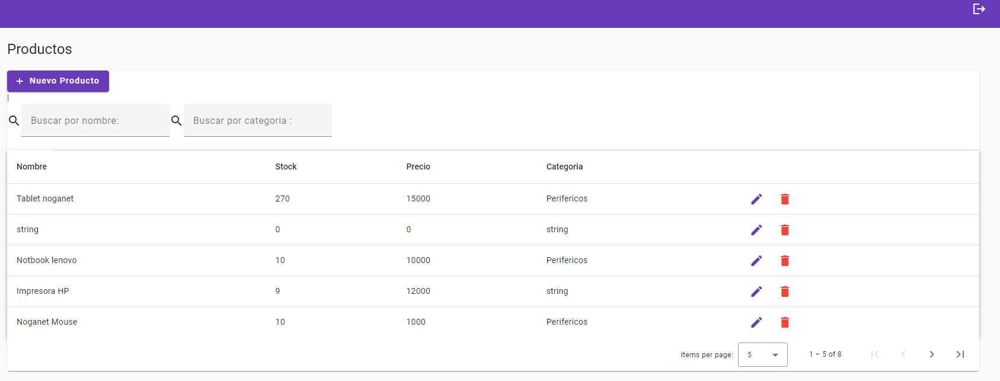 Productos
+ Nuevo Producto
Buscar por nombre: Buscar por categoria :
Nombre Stock Precio Categoria
Tablet noganet 270 15000 Perifericos
string 0 0 string
Notbook lenovo 10 10000 Perifericos
Impresora HP 9 12000 string
Noganet Mouse 10 1000 Perifericos
Items per page: 5 1 – 5 of 8